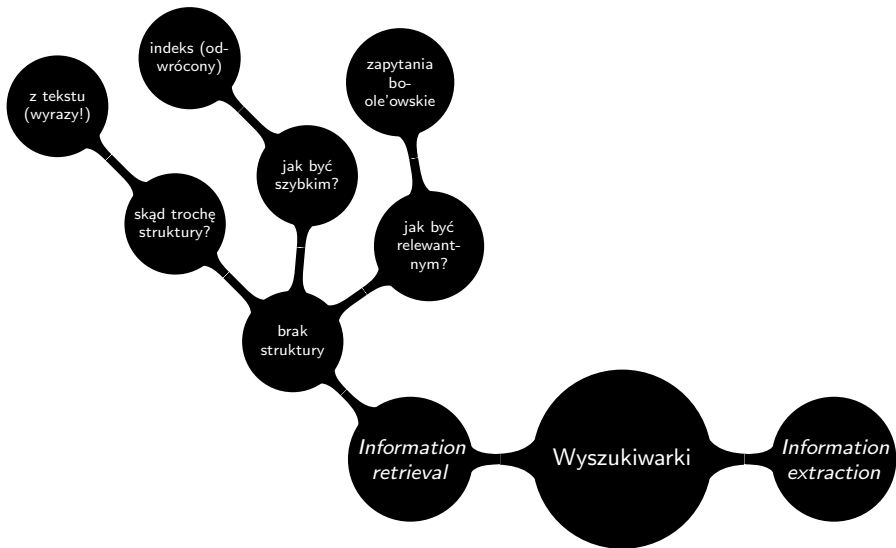 indeks (od-
wrócony)
zapytania
bo-
ole'owskie
z tekstu
(wyrazy!)
jak być
szybkim?
skąd trochę
struktury?
jak być
relewant-
nym?
brak
struktury
Information
retrieval
Wyszukiwarki
Information
extraction